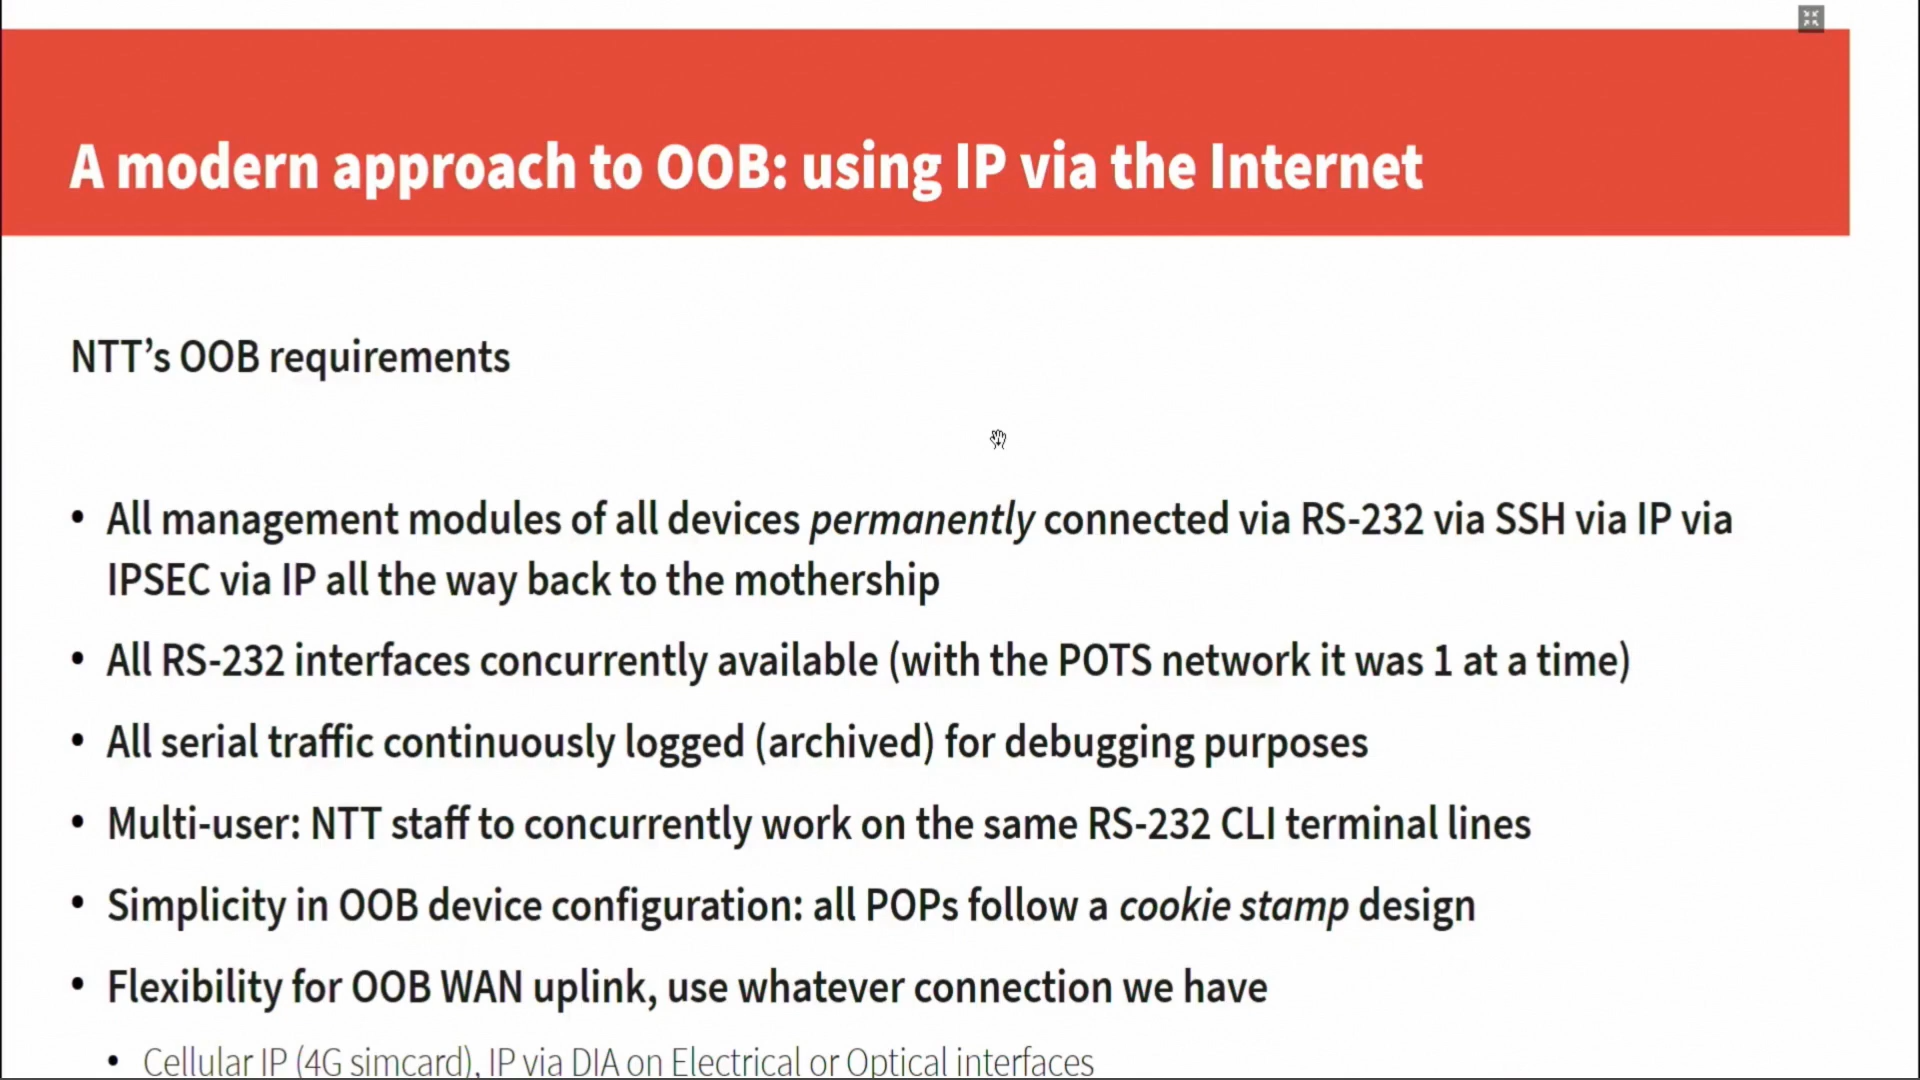 A modern approach to OOB: using IP via the Internet
NTT’s OOB requirements
• All management modules of all devices permanently connected via RS-232 via SSH via IP via
IPSEC via IP all the way back to the mothership
• All RS-232 interfaces concurrently available (with the POTS network it was 1 at a time)
• All serial traffic continuously logged (archived) for debugging purposes
• Multi-user: NTT staff to concurrently work on the same RS-232 CLI terminal lines
• Simplicity in OOB device configuration: all POPs follow a cookie stamp design
• Flexibility for OOB WAN uplink, use whatever connection we have
• Cellular IP (4G simcard), IP via DIA on Electrical or Optical interfaces